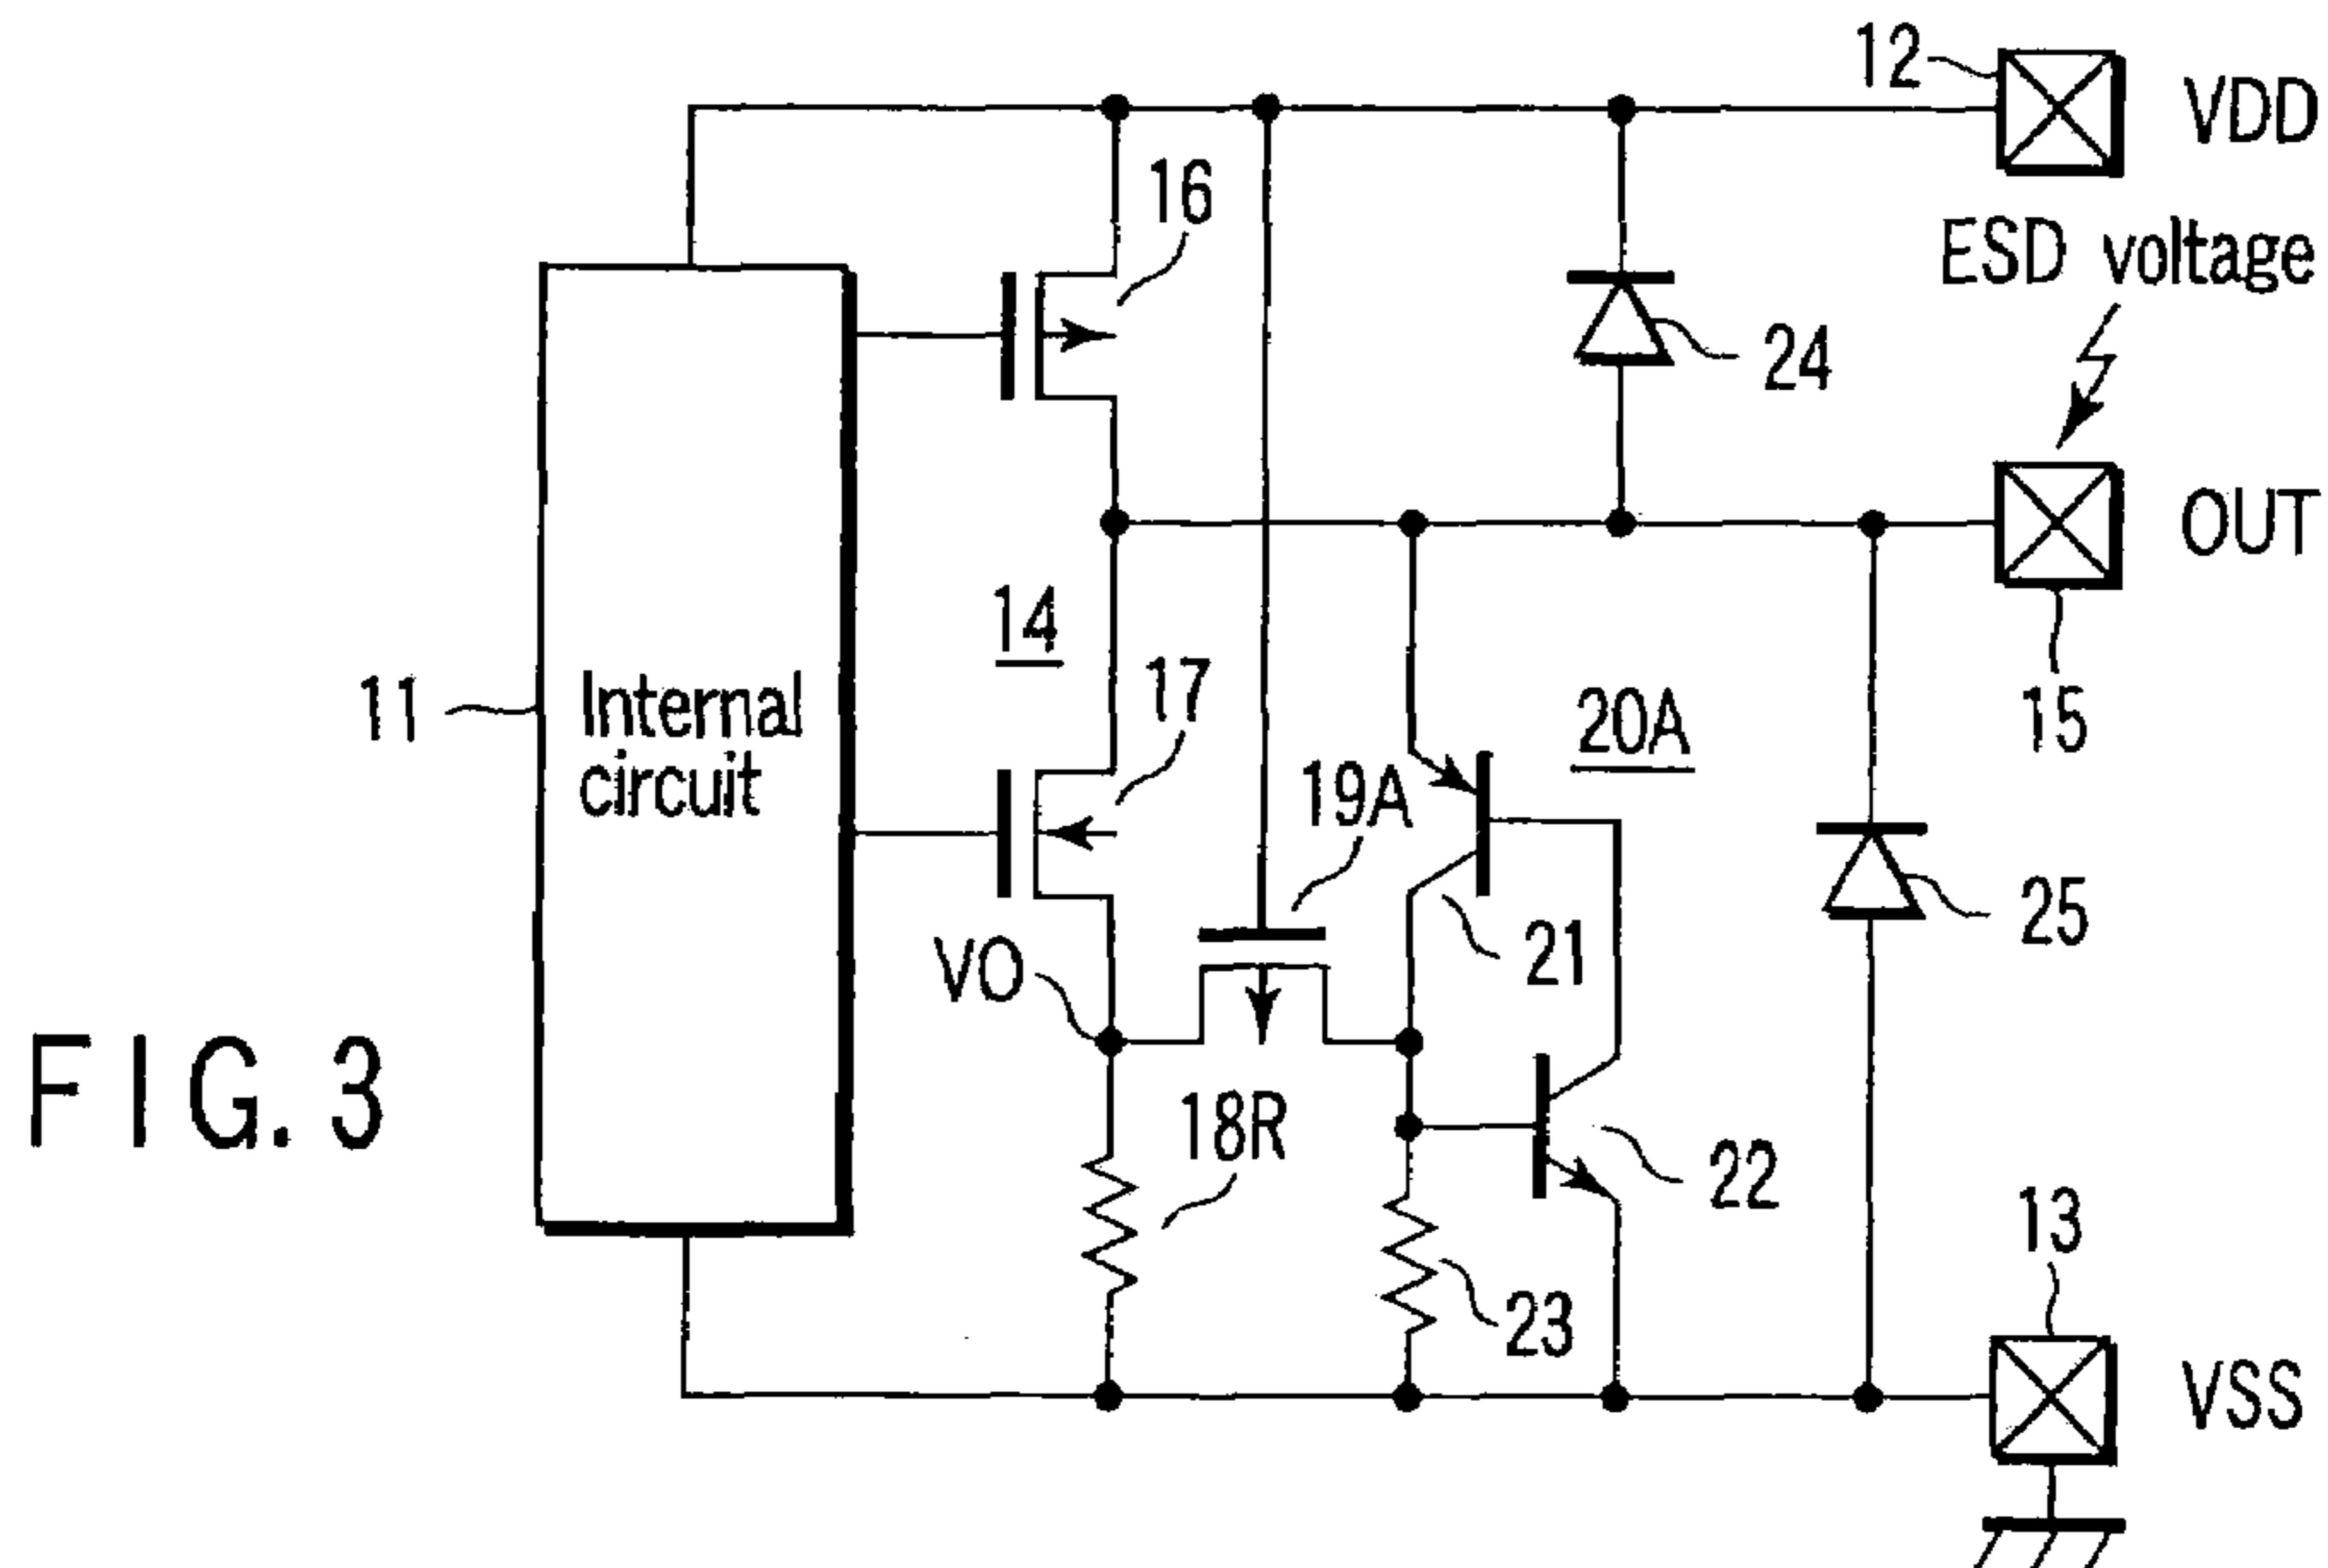 12
VDD
16
ESD voltage
24
OUT
14
15
17
11
Internal
circuit
20A
19A
25
21
VO
FIG. 3
18R
22
13
23
VSS